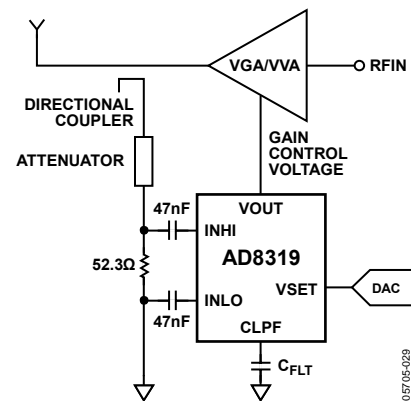 VGA/VVA
RFIN
DIRECTIONAL
COUPLER
ATTENUATOR
GAIN
CONTROL
VOLTAGE
47nF
INHI
VOUT
AD8319
52.3Ω
VSET
DAC
INLO
47nF
CLPF
CFLT
05705-029